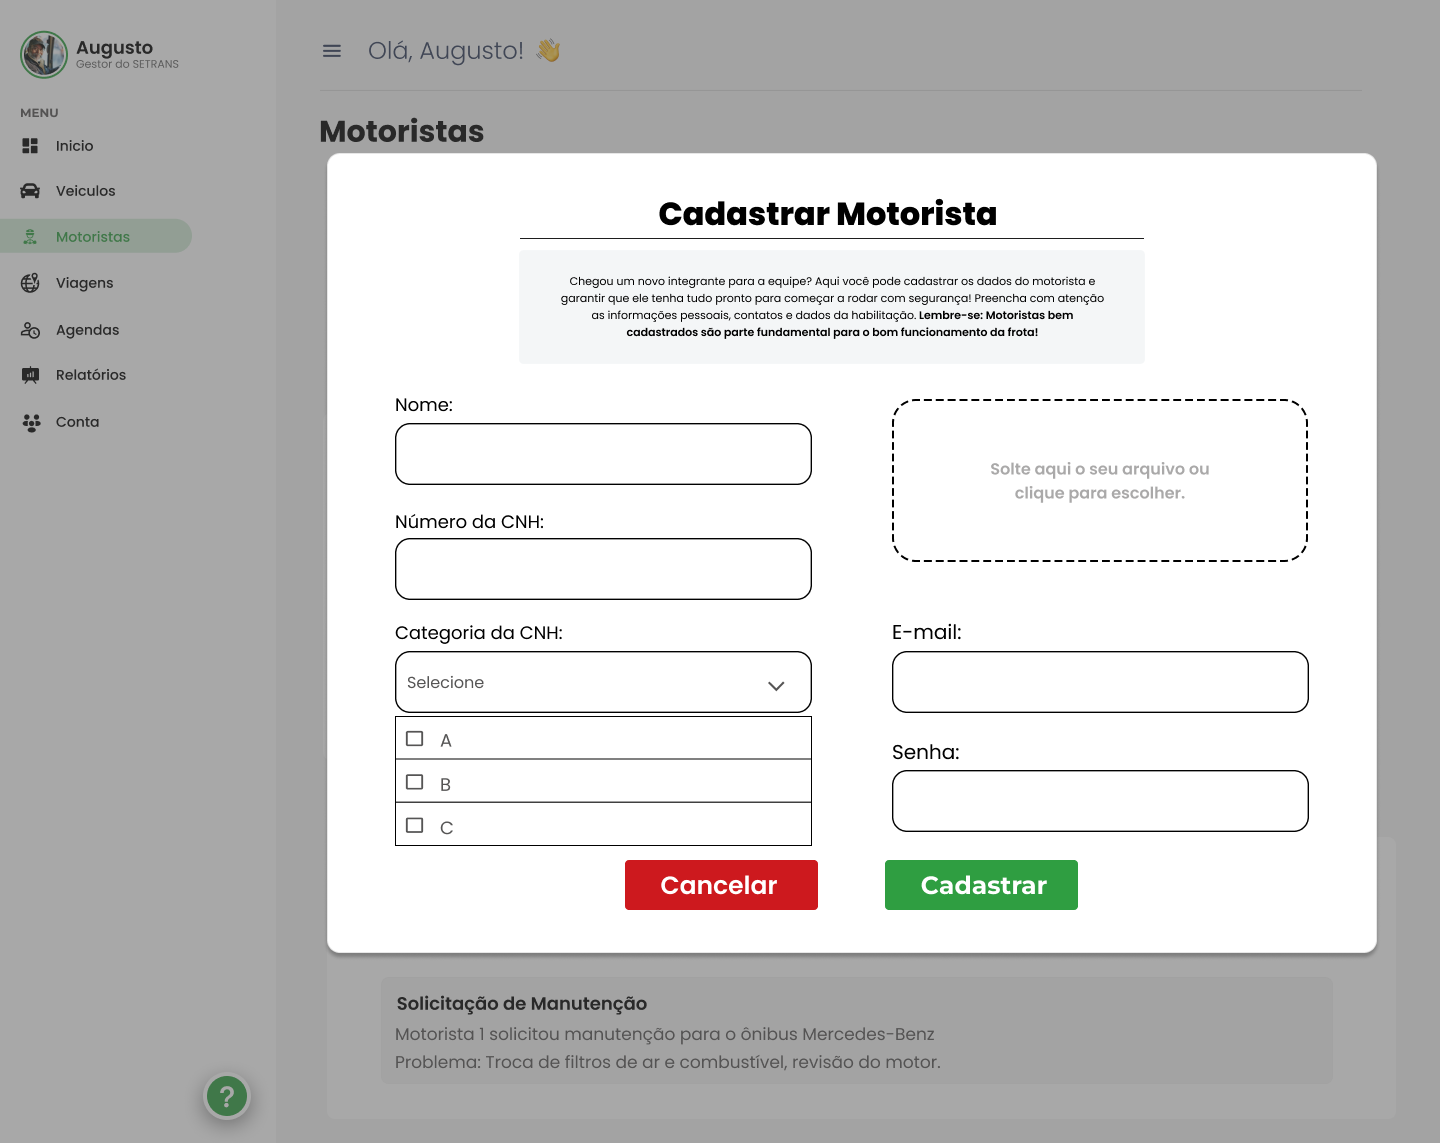 Augusto
Gestor do SETRANS
MENU
Inicio
Veiculos
Motoristas
Viagens
Agendas
Relatórios
Conta
?
Olá, Augusto! 👋
Motoristas
Cadastrar Motorista
Chegou um novo integrante para a equipe? Aqui você pode cadastrar os dados do motorista e
garantir que ele tenha tudo pronto para começar a rodar com segurança! Preencha com atenção
as informações pessoais, contatos e dados da habilitação. Lembre-se: Motoristas bem
cadastrados são parte fundamental para o bom funcionamento da frota!
Nome:
Número da CNH:
Categoria da CNH:
Selecione
A
B
C
Solte aqui o seu arquivo ou
clique para escolher.
E-mail:
Senha:
Cancelar
Cadastrar
Solicitação de Manutenção
Motorista 1 solicitou manutenção para o ônibus Mercedes-Benz
Problema: Troca de filtros de ar e combustível, revisão do motor.